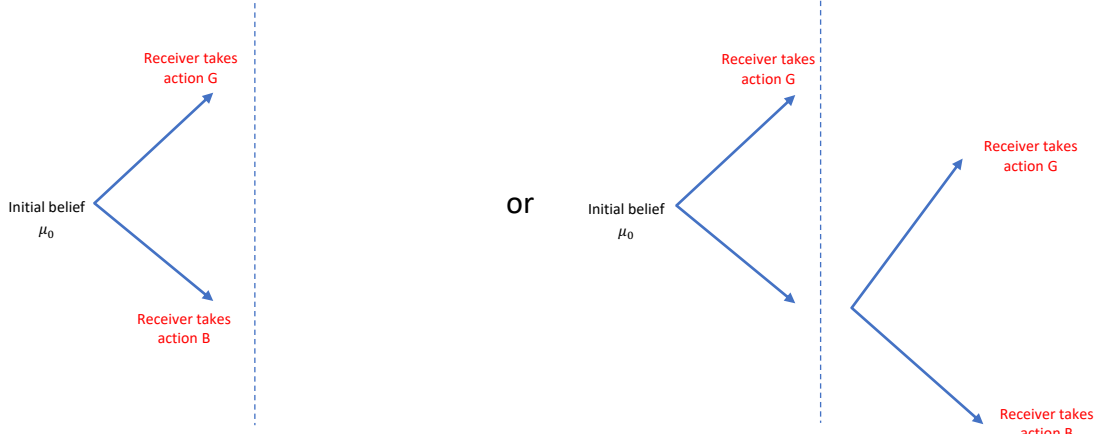 Receiver takes
action G
Initial belief
μ₀
Receiver takes
action B
or
Receiver takes
action G
Initial belief
μ₀
Receiver takes
action G
Receiver takes
action B